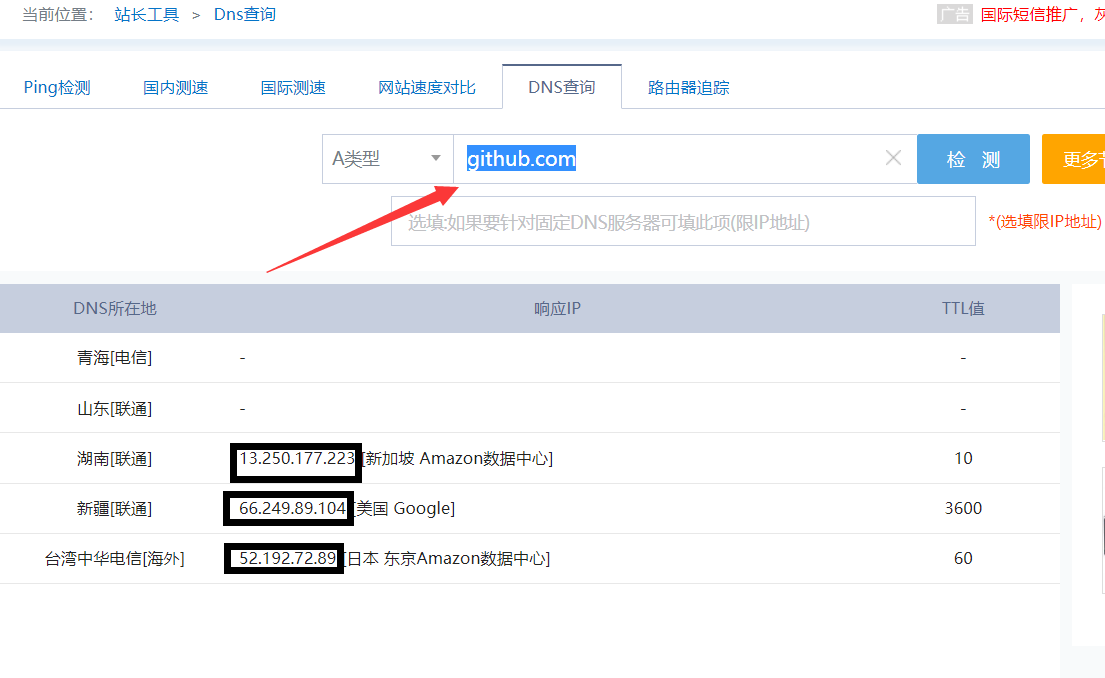 当前位置： 站长工具 > Dns查询
广告 国际短信推广，灰
Ping检测 国内测速 国际测速 网站速度对比 DNS查询 路由器追踪
A类型 github.com 检 测 更多
选填:如果要针对固定DNS服务器可填此项(限IP地址) *(选填限IP地址)
DNS所在地 响应IP TTL值
青海[电信] - -
山东[联通] - -
湖南[联通] 13.250.177.223 [新加坡 Amazon数据中心] 10
新疆[联通] 66.249.89.104 [美国 Google] 3600
台湾中华电信[海外] 52.192.72.89 [日本 东京Amazon数据中心] 60